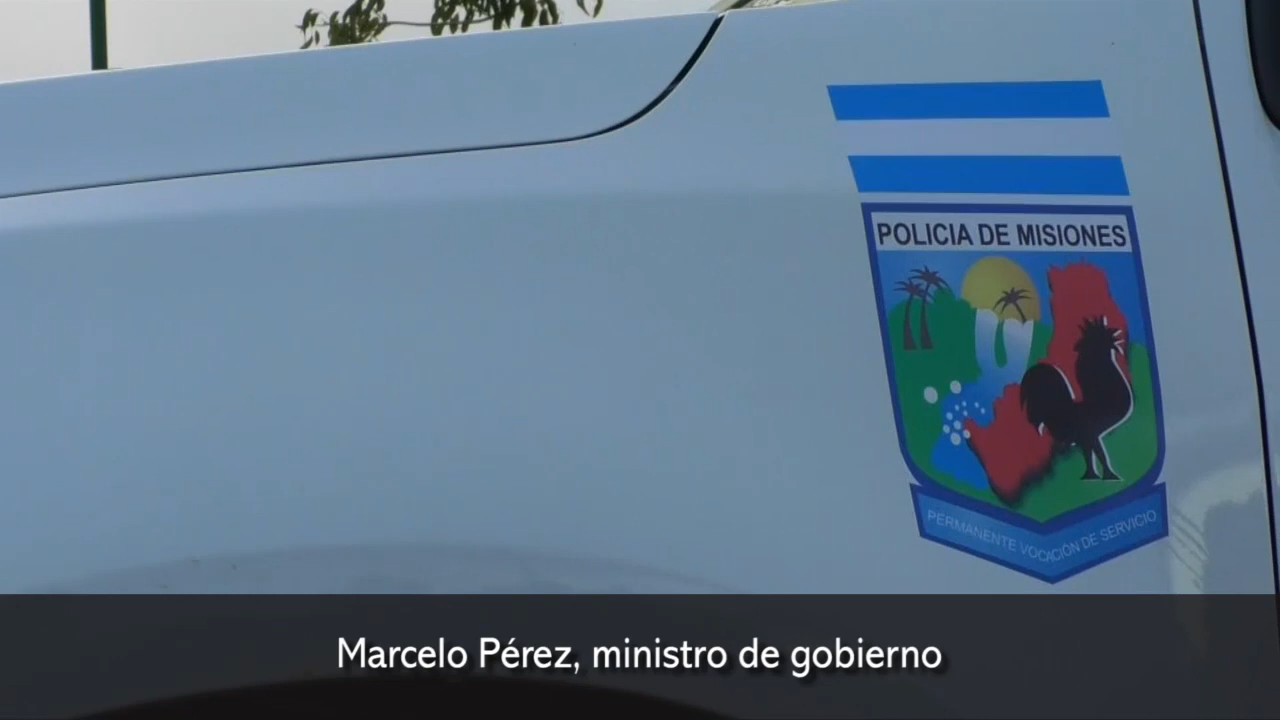 POLICIA DE MISIONES
PERMANENTE VOCACIÓN DE SERVICIO
Marcelo Pérez, ministro de gobierno